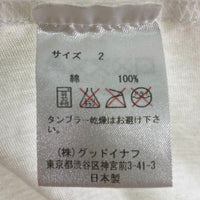 サイズ 2
綿 100%
タンブラー乾燥はお避け下さい。
(株)グッドイナフ
東京都渋谷区神宮前3-41-3
日本製